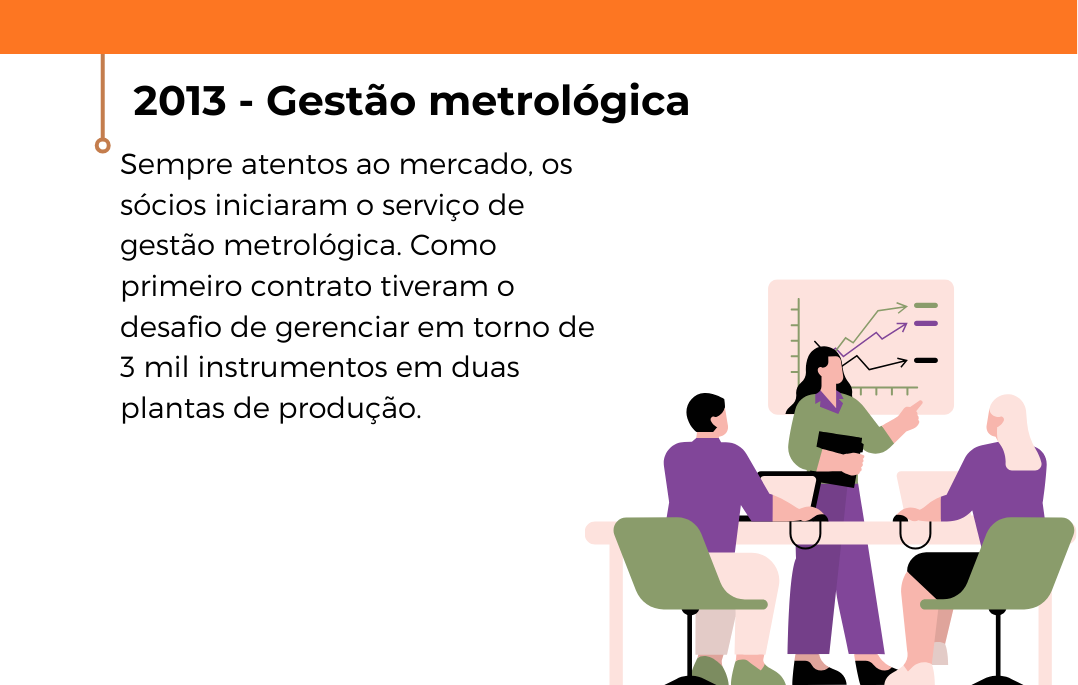 2013 - Gestão metrológica
Sempre atentos ao mercado, os
sócios iniciaram o serviço de
gestão metrológica. Como
primeiro contrato tiveram o
desafio de gerenciar em torno de
3 mil instrumentos em duas
plantas de produção.